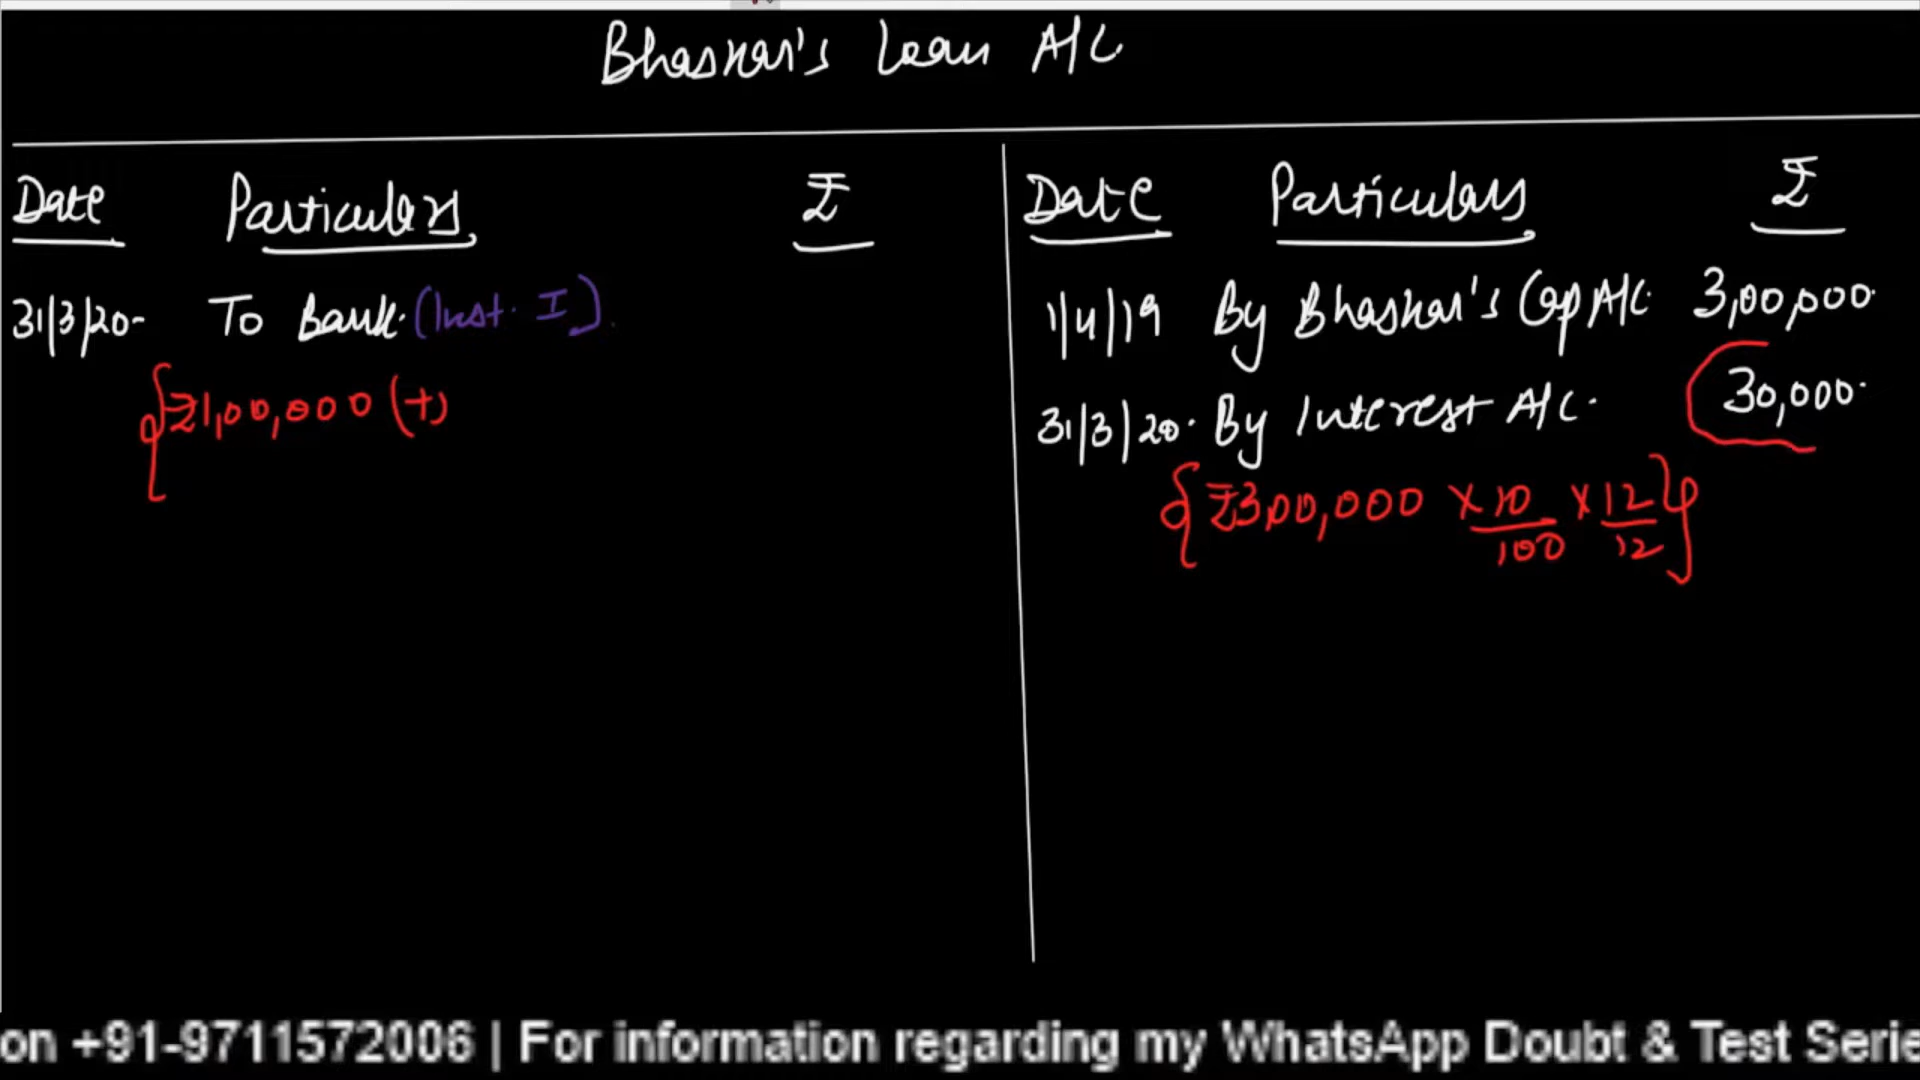 Bhaskar's Loan A/C
Date Particulars ₹ Date Particulars ₹
31/3/20 To Bank (Inst. I) 1/4/19 By Bhaskar's Cap A/C 3,00,000
{₹1,00,000 (+) 31/3/20 By Interest A/C 30,000
{₹3,00,000 × 10/100 × 12/12}
on +91-9711572006 | For information regarding my WhatsApp Doubt & Test Serie